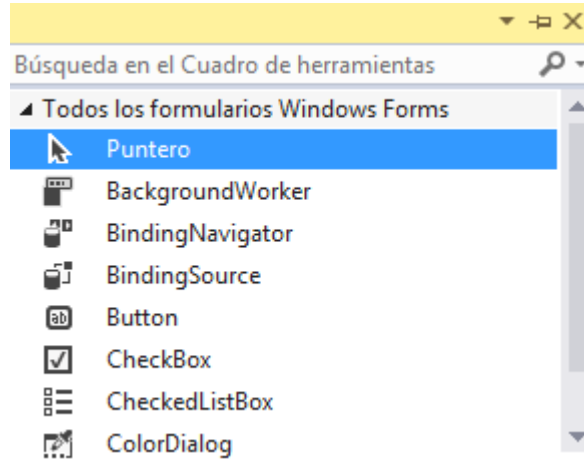 Búsqueda en el Cuadro de herramientas
Todos los formularios Windows Forms
Puntero
BackgroundWorker
BindingNavigator
BindingSource
ab Button
CheckBox
CheckedListBox
ColorDialog